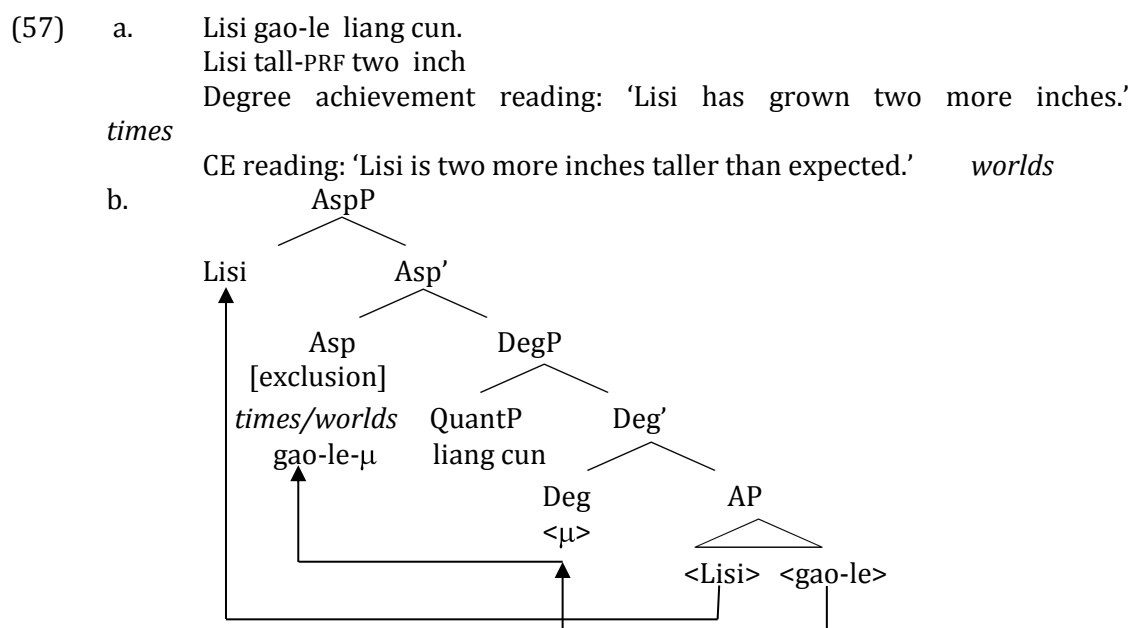 (57) a. Lisi gao-le liang cun.
Lisi tall-PRF two inch
Degree achievement reading: ‘Lisi has grown two more inches.’
times
CE reading: ‘Lisi is two more inches taller than expected.’ worlds
b. AspP
Lisi Asp’
Asp DegP
[exclusion]
times/worlds QuantP Deg’
gao-le-μ liang cun
Deg AP
<μ>
<Lisi> <gao-le>